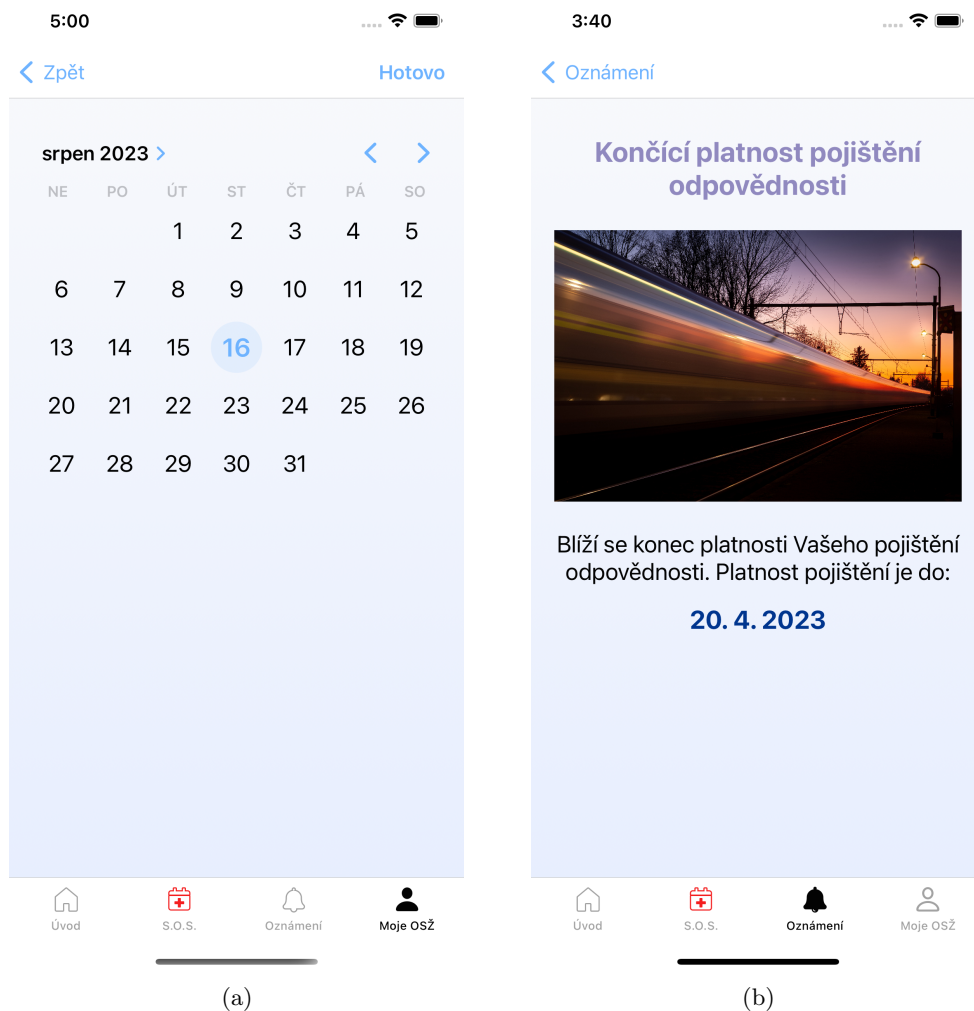 5:00
Zpět
Hotovo
srpen 2023
NE PO ÚT ST ČT PÁ SO
1 2 3 4 5
6 7 8 9 10 11 12
13 14 15 16 17 18 19
20 21 22 23 24 25 26
27 28 29 30 31
Úvod S.O.S. Oznámení Moje OSŽ
(a)
3:40
Oznámení
Končící platnost pojištění
odpovědnosti
Blíží se konec platnosti Vašeho pojištění
odpovědnosti. Platnost pojištění je do:
20. 4. 2023
Úvod S.O.S. Oznámení Moje OSŽ
(b)